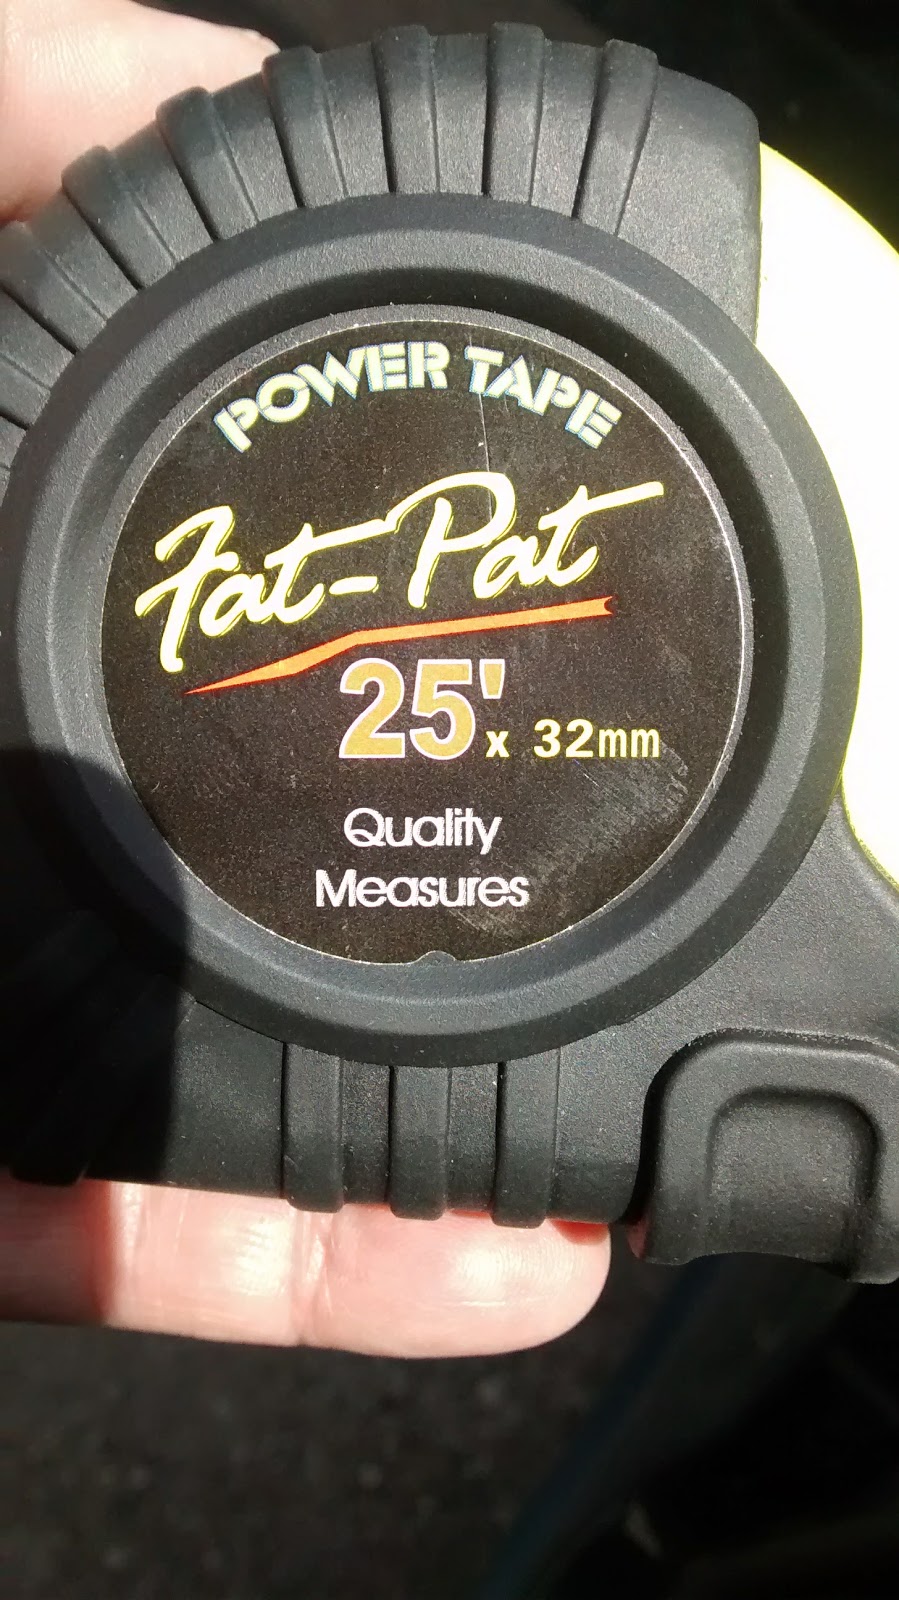 POWER TAPE
Fat-Pat
25' x 32mm
Quality
Measures